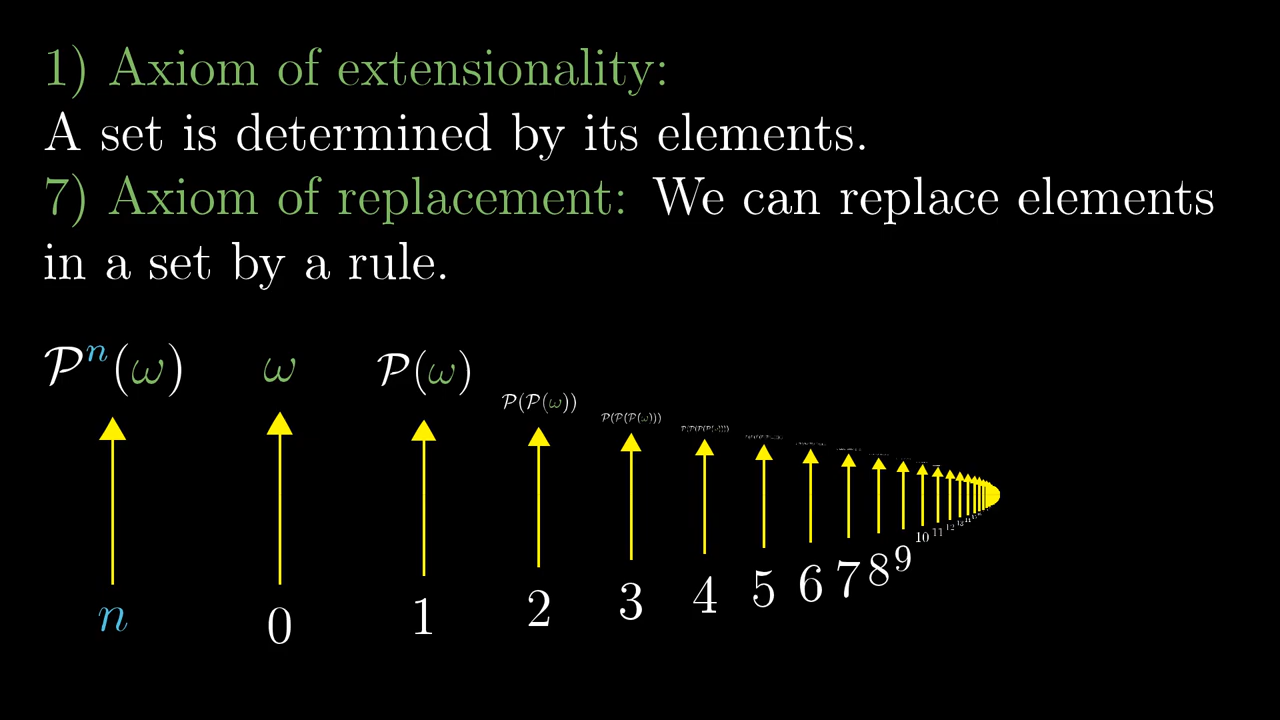 1) Axiom of extensionality:
A set is determined by its elements.
7) Axiom of replacement: We can replace elements
in a set by a rule.
𝒫ⁿ(ω) ω 𝒫(ω) 𝒫(𝒫(ω)) 𝒫(𝒫(𝒫(ω)))
n 0 1 2 3 4 5 6 7 8 9 10 11 12